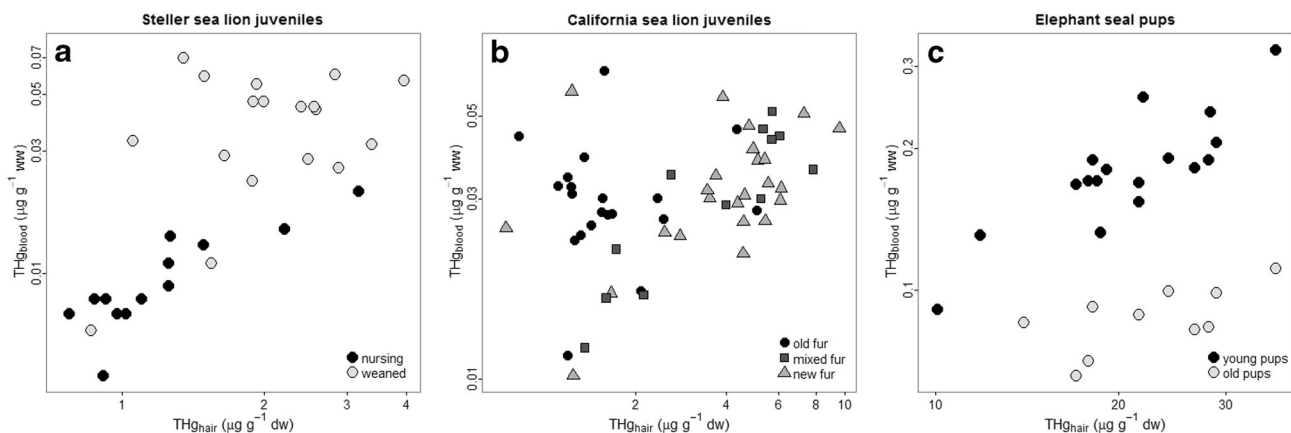 Steller sea lion juveniles
a
0.07
0.05
0.03
0.01
THgblood (µg g⁻¹ ww)
nursing
weaned
1 2 3 4
THghair (µg g⁻¹ dw)
California sea lion juveniles
b
0.05
0.03
0.01
THgblood (µg g⁻¹ ww)
old fur
mixed fur
new fur
2 4 6 8 10
THghair (µg g⁻¹ dw)
Elephant seal pups
c
0.3
0.2
0.1
THgblood (µg g⁻¹ ww)
young pups
old pups
10 20 30
THghair (µg g⁻¹ dw)